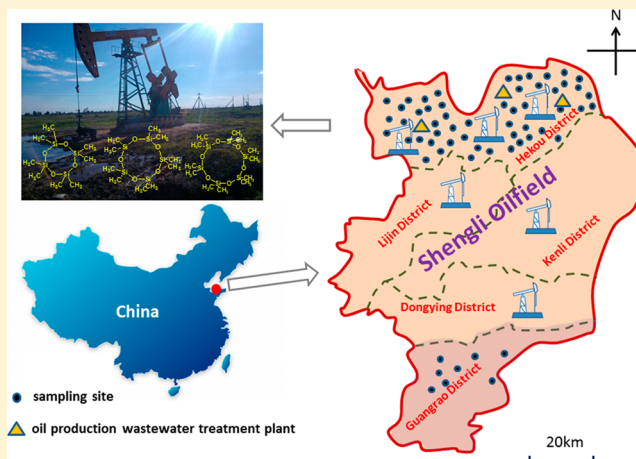 N
Hekou District
Lijin District
Shengli Oilfield
Kenli District
Dongying District
Guangrao District
China
sampling site
oil production wastewater treatment plant
20km